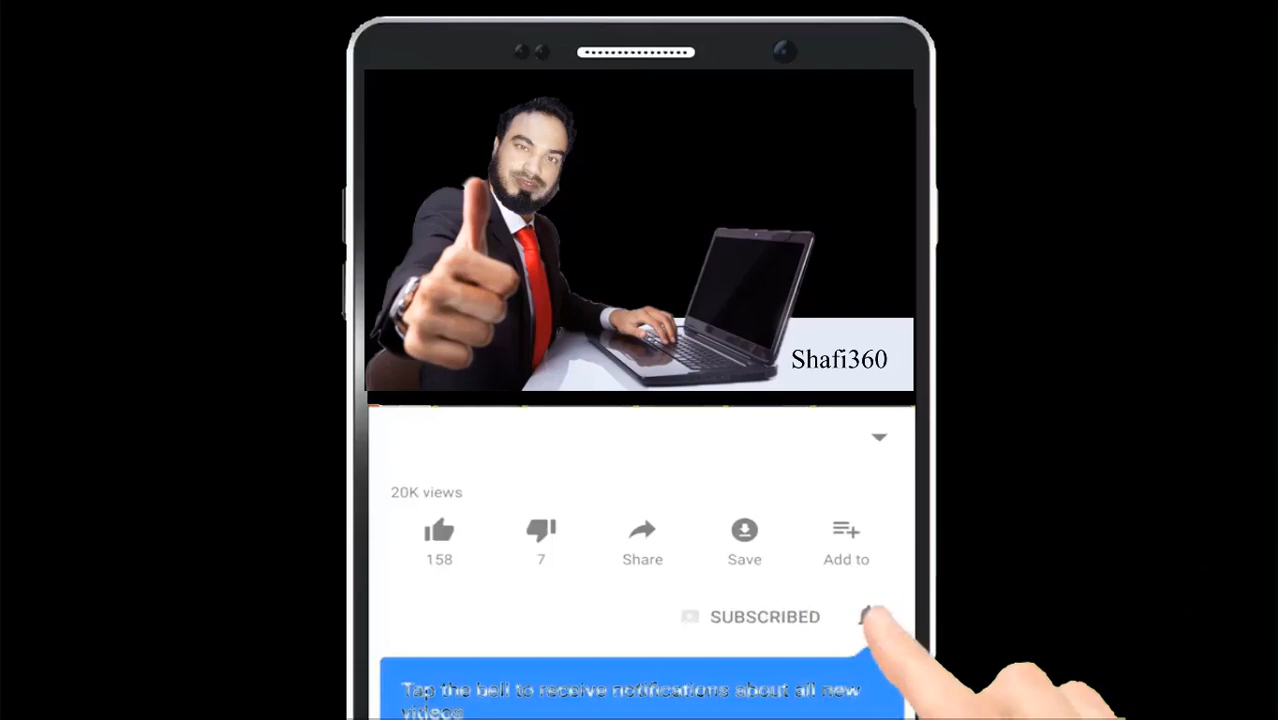 Shafi360
20K views
158
7
Share
Save
Add to
SUBSCRIBED
Tap the bell to receive notifications about all new
videos